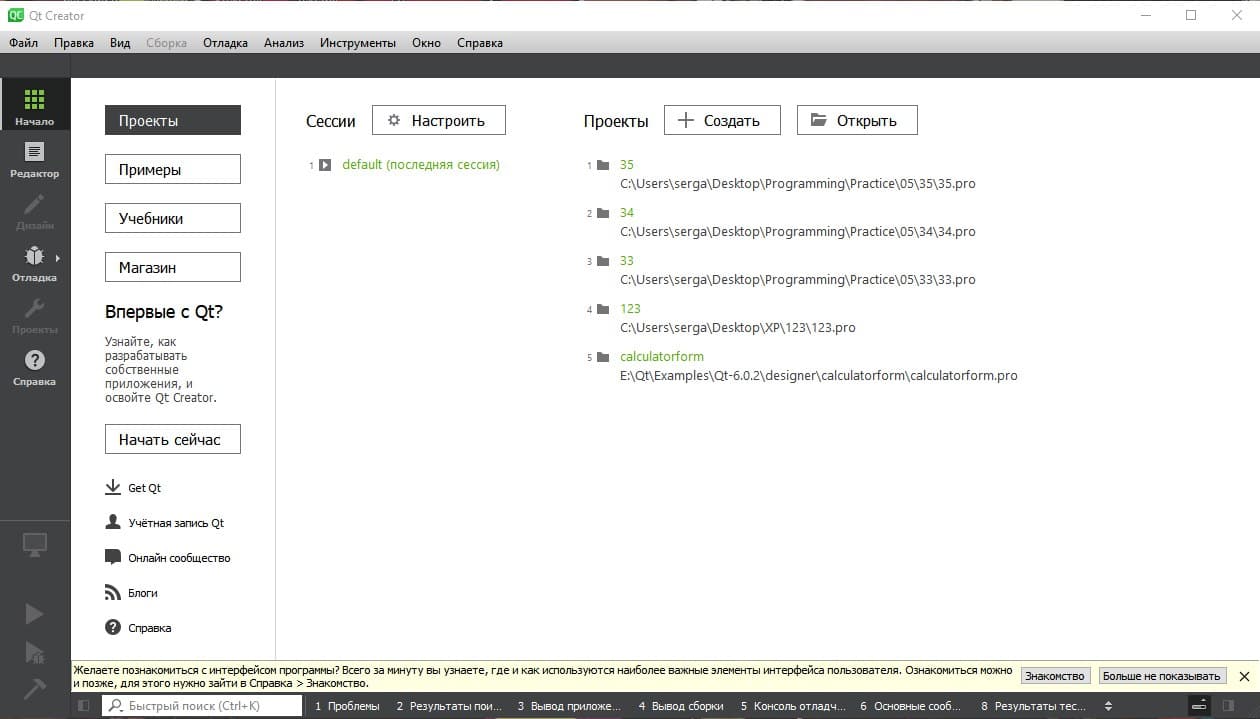 QC Qt Creator
Файл Правка Вид Сборка Отладка Анализ Инструменты Окно Справка
Начало
Редактор
Дизайн
Отладка
Проекты
Справка
Проекты
Примеры
Учебники
Магазин
Впервые с Qt?
Узнайте, как
разрабатывать
собственные
приложения, и
освойте Qt Creator.
Начать сейчас
Get Qt
Учётная запись Qt
Онлайн сообщество
Блоги
Справка
Сессии Настроить
1 default (последняя сессия)
Проекты Создать Открыть
1 35
C:\Users\serga\Desktop\Programming\Practice\05\35\35.pro
2 34
C:\Users\serga\Desktop\Programming\Practice\05\34\34.pro
3 33
C:\Users\serga\Desktop\Programming\Practice\05\33\33.pro
4 123
C:\Users\serga\Desktop\XP\123\123.pro
5 calculatorform
E:\Qt\Examples\Qt-6.0.2\designer\calculatorform\calculatorform.pro
Желаете познакомиться с интерфейсом программы? Всего за минуту вы узнаете, где и как используются наиболее важные элементы интерфейса пользователя. Ознакомиться можно
и позже, для этого нужно зайти в Справка > Знакомство.
Знакомство Больше не показывать
Быстрый поиск (Ctrl+K) 1 Проблемы 2 Результаты пои... 3 Вывод приложе... 4 Вывод сборки 5 Консоль отладч... 6 Основные сооб... 8 Результаты тес...